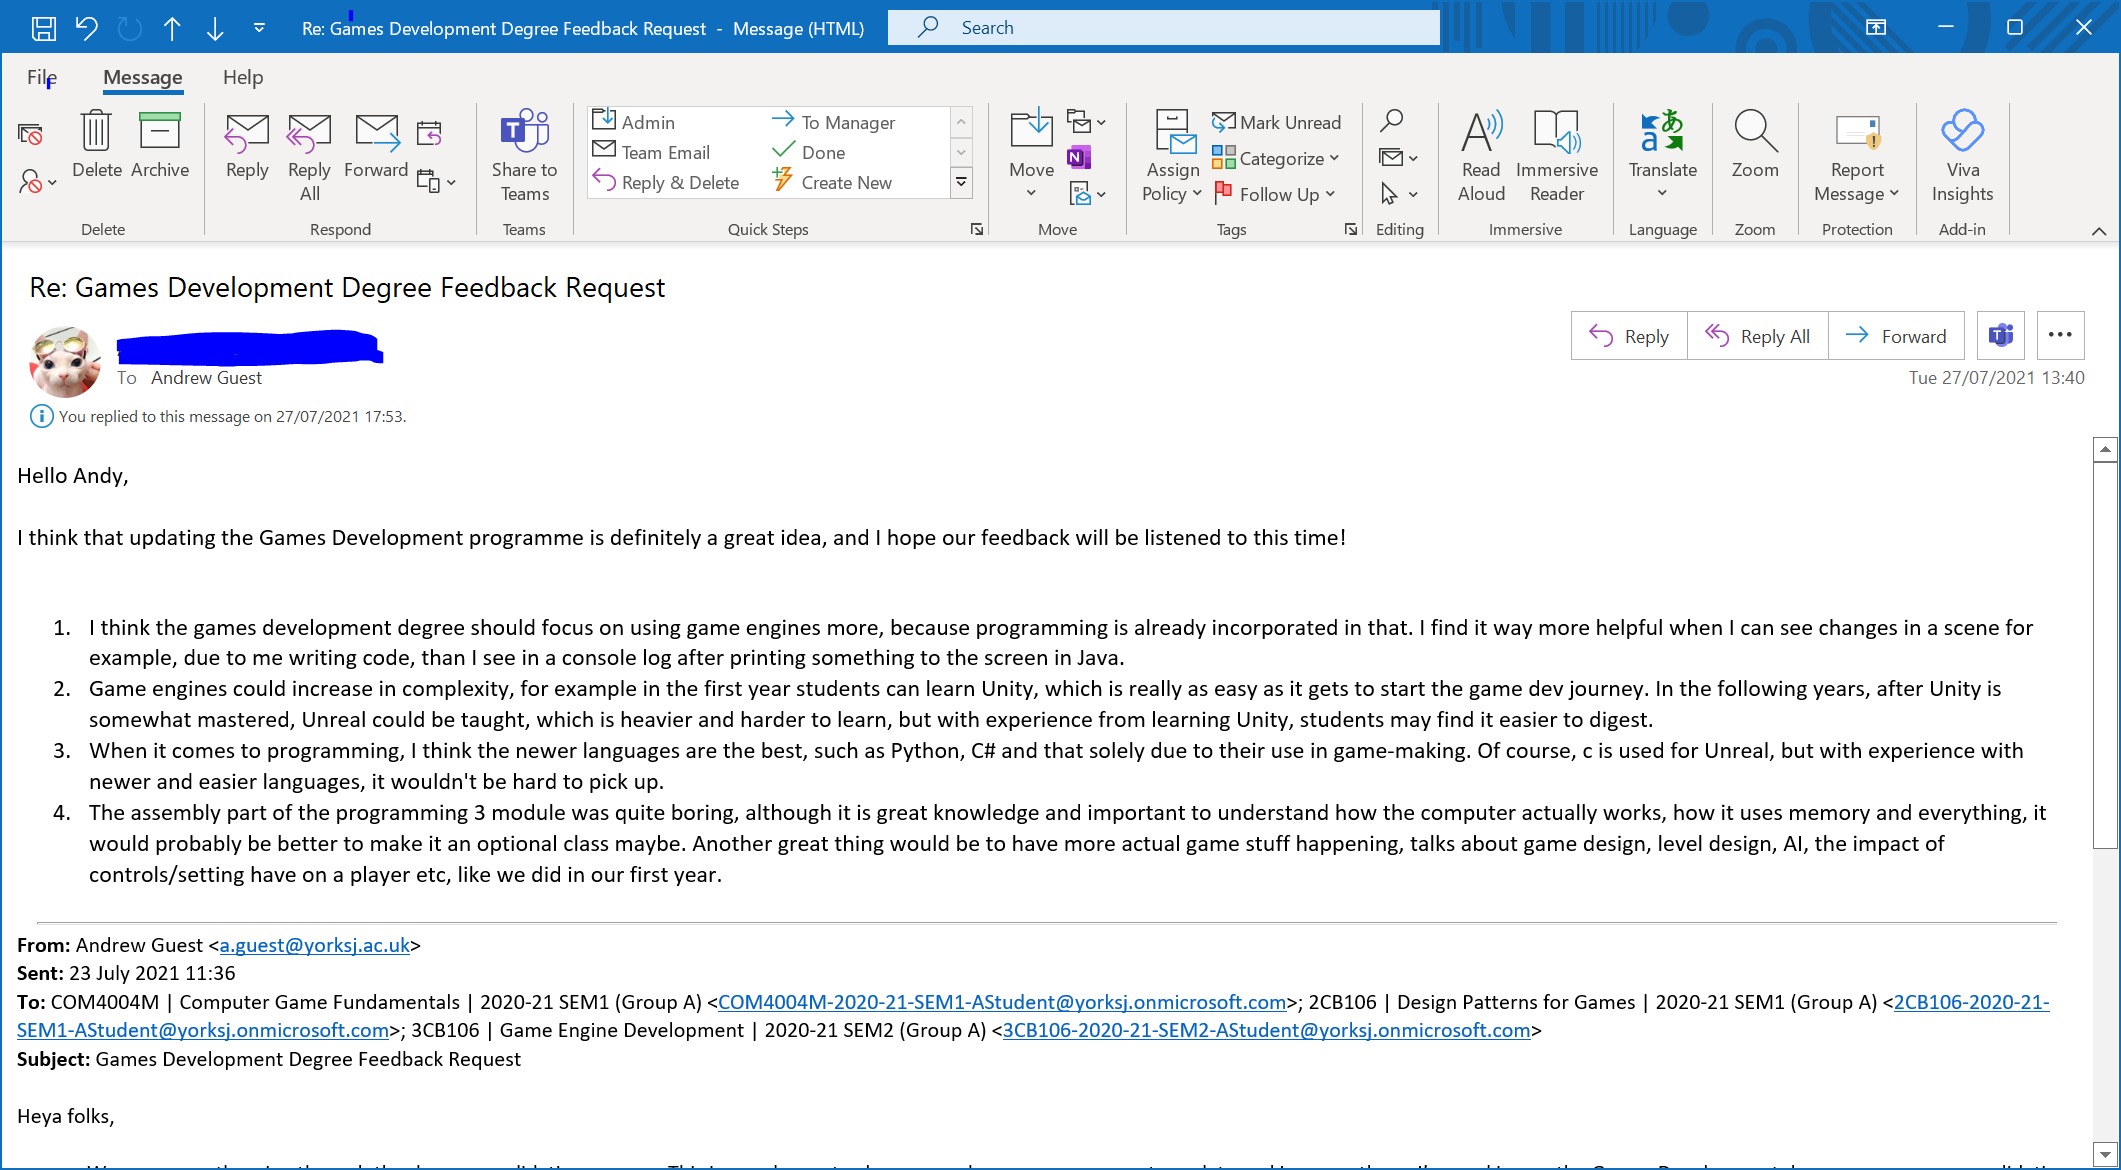 Re: Games Development Degree Feedback Request - Message (HTML)
Search
File Message Help
Delete Archive
Reply Reply All Forward
Share to Teams
Admin To Manager
Team Email Done
Reply & Delete Create New
Move
Assign Policy
Mark Unread
Categorize
Follow Up
Read Aloud Immersive Reader
Translate
Zoom
Report Message
Viva Insights
Delete Respond Teams Quick Steps Move Tags Editing Immersive Language Zoom Protection Add-in
Re: Games Development Degree Feedback Request
Reply Reply All Forward
To Andrew Guest
Tue 27/07/2021 13:40
You replied to this message on 27/07/2021 17:53.
Hello Andy,
I think that updating the Games Development programme is definitely a great idea, and I hope our feedback will be listened to this time!
1. I think the games development degree should focus on using game engines more, because programming is already incorporated in that. I find it way more helpful when I can see changes in a scene for
example, due to me writing code, than I see in a console log after printing something to the screen in Java.
2. Game engines could increase in complexity, for example in the first year students can learn Unity, which is really as easy as it gets to start the game dev journey. In the following years, after Unity is
somewhat mastered, Unreal could be taught, which is heavier and harder to learn, but with experience from learning Unity, students may find it easier to digest.
3. When it comes to programming, I think the newer languages are the best, such as Python, C# and that solely due to their use in game-making. Of course, c is used for Unreal, but with experience with
newer and easier languages, it wouldn't be hard to pick up.
4. The assembly part of the programming 3 module was quite boring, although it is great knowledge and important to understand how the computer actually works, how it uses memory and everything, it
would probably be better to make it an optional class maybe. Another great thing would be to have more actual game stuff happening, talks about game design, level design, AI, the impact of
controls/setting have on a player etc, like we did in our first year.
From: Andrew Guest <a.guest@yorksj.ac.uk>
Sent: 23 July 2021 11:36
To: COM4004M | Computer Game Fundamentals | 2020-21 SEM1 (Group A) <COM4004M-2020-21-SEM1-AStudent@yorksj.onmicrosoft.com>; 2CB106 | Design Patterns for Games | 2020-21 SEM1 (Group A) <2CB106-2020-21-
SEM1-AStudent@yorksj.onmicrosoft.com>; 3CB106 | Game Engine Development | 2020-21 SEM2 (Group A) <3CB106-2020-21-SEM2-AStudent@yorksj.onmicrosoft.com>
Subject: Games Development Degree Feedback Request
Heya folks,